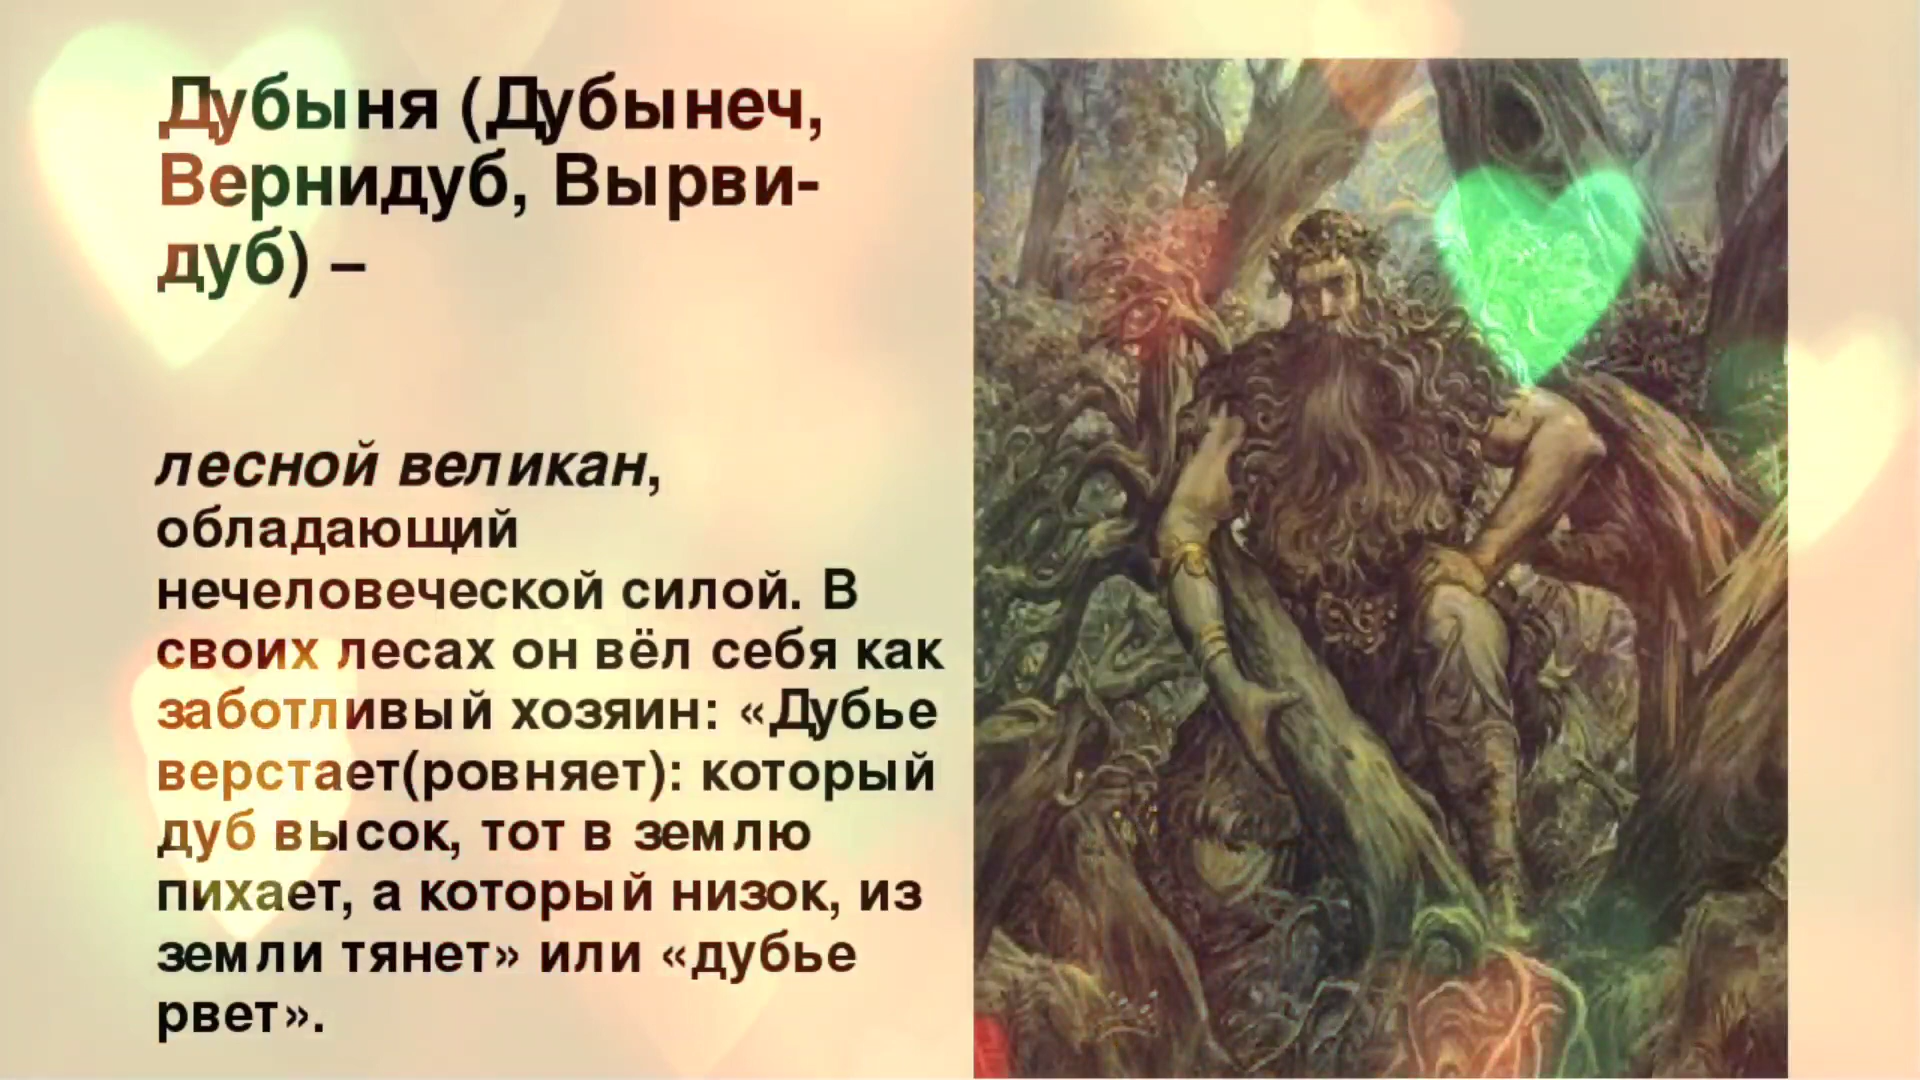 Дубыня (Дубынеч,
Вернидуб, Вырви-
дуб) –
лесной великан,
обладающий
нечеловеческой силой. В
своих лесах он вёл себя как
заботливый хозяин: «Дубье
верстает(ровняет): который
дуб высок, тот в землю
пихает, а который низок, из
земли тянет» или «дубье
рвет».